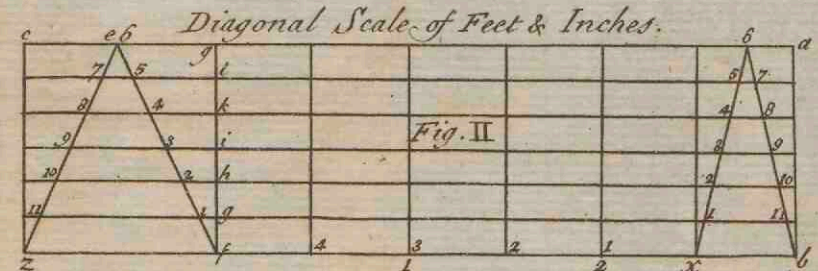 Diagonal Scale of Feet & Inches.
c e 6 g 6 a
7 5 l 5 7
8 4 k 4 8
Fig. II
9 3 i 3 9
10 2 h 2 10
11 1 g 1 11
z f 4 3 2 1 x b
1 2